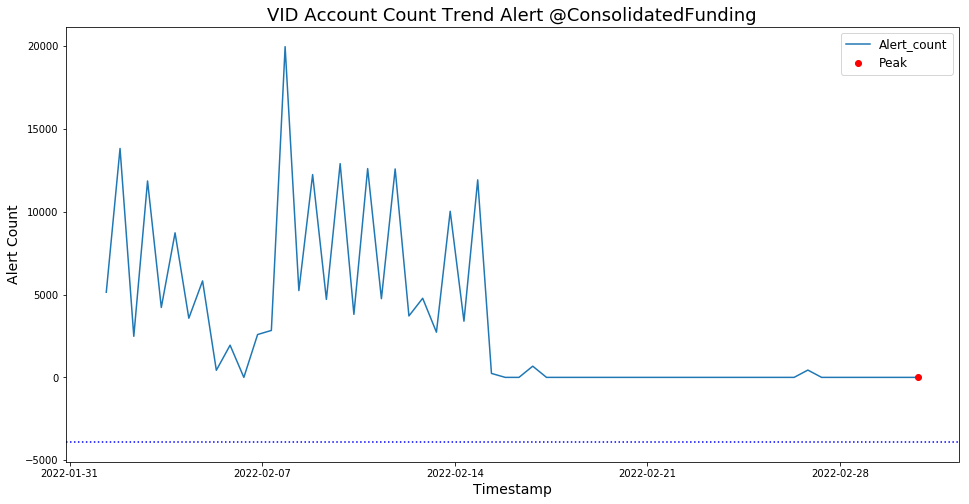 VID Account Count Trend Alert @ConsolidatedFunding
Alert_count
Peak
20000
15000
10000
5000
0
−5000
Alert Count
2022-01-31
2022-02-07
2022-02-14
2022-02-21
2022-02-28
Timestamp